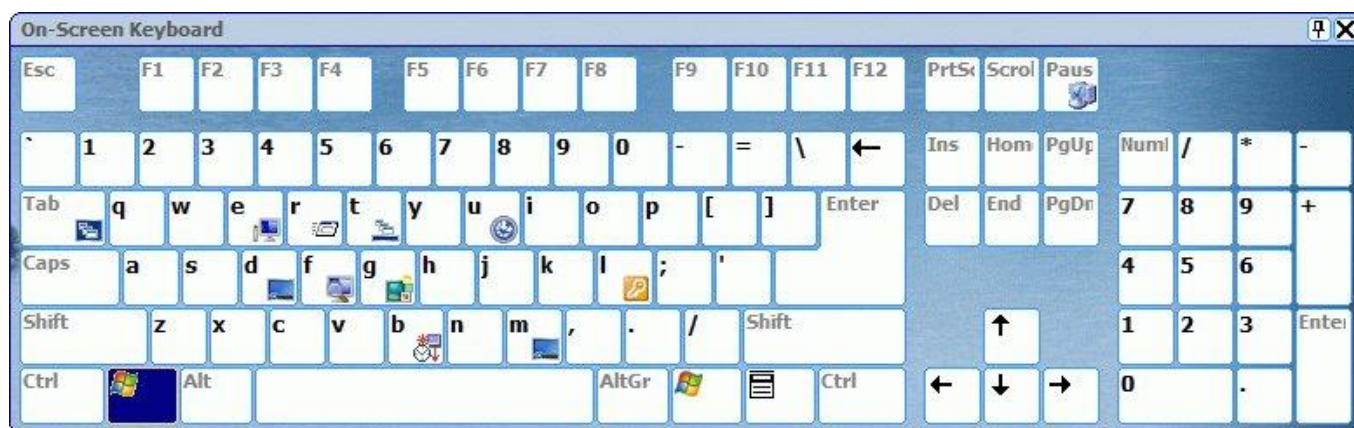 On-Screen Keyboard
Esc F1 F2 F3 F4 F5 F6 F7 F8 F9 F10 F11 F12 PrtSc Scrol Paus
` 1 2 3 4 5 6 7 8 9 0 - = \ ← Ins Hom PgUp Numl / * -
Tab q w e r t y u i o p [ ] Enter Del End PgDn 7 8 9 +
Caps a s d f g h j k l ; ' 4 5 6
Shift z x c v b n m , . / Shift ↑ 1 2 3 Enter
Ctrl Alt AltGr Ctrl ← ↓ → 0 .